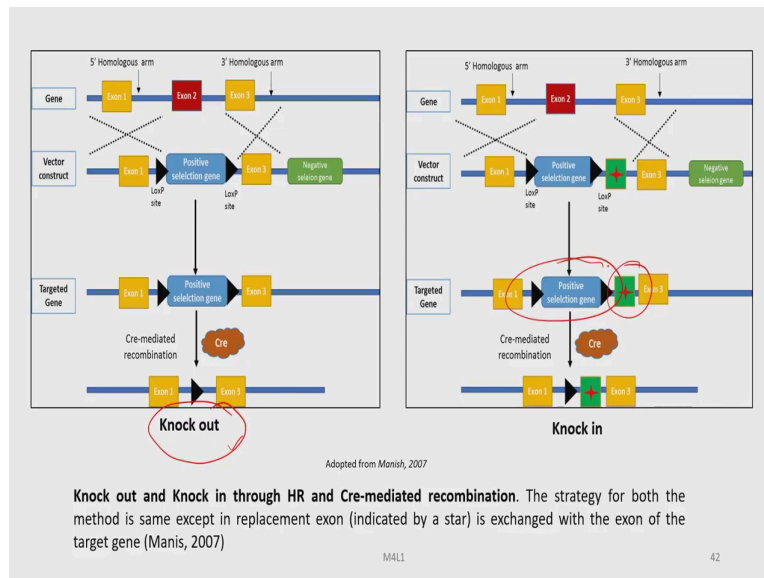 5' Homologous arm
3' Homologous arm
Gene
Exon 1
Exon 2
Exon 3
Vector
construct
Exon 1
Positive
selelction gene
Exon 3
Negative
seleion gene
LoxP
site
LoxP
site
Targeted
Gene
Exon 1
Positive
selelction gene
Exon 3
Cre-mediated
recombination
Cre
Exon 1
Exon 3
Knock out
5' Homologous arm
3' Homologous arm
Gene
Exon 1
Exon 2
Exon 3
Vector
construct
Exon 1
Positive
selelction gene
Exon 3
Negative
seleion gene
LoxP
site
LoxP
site
Targeted
Gene
Exon 1
Positive
selelction gene
Exon 3
Cre-mediated
recombination
Cre
Exon 1
Exon 3
Knock in
Adopted from Manish, 2007
Knock out and Knock in through HR and Cre-mediated recombination. The strategy for both the
method is same except in replacement exon (indicated by a star) is exchanged with the exon of the
target gene (Manis, 2007)
M4L1
42